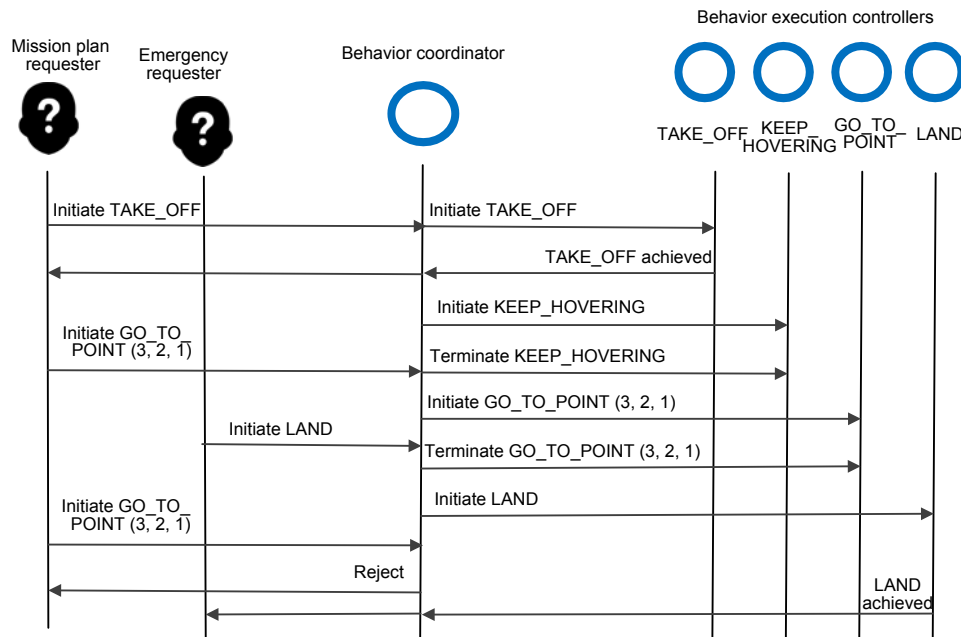 Behavior execution controllers
Mission plan
requester
Emergency
requester
Behavior coordinator
?
?
TAKE_OFF
KEEP_
HOVERING
GO_TO_
POINT
LAND
Initiate TAKE_OFF
Initiate TAKE_OFF
TAKE_OFF achieved
Initiate KEEP_HOVERING
Initiate GO_TO_
POINT (3, 2, 1)
Terminate KEEP_HOVERING
Initiate GO_TO_POINT (3, 2, 1)
Initiate LAND
Terminate GO_TO_POINT (3, 2, 1)
Initiate LAND
Initiate GO_TO_
POINT (3, 2, 1)
Reject
LAND
achieved